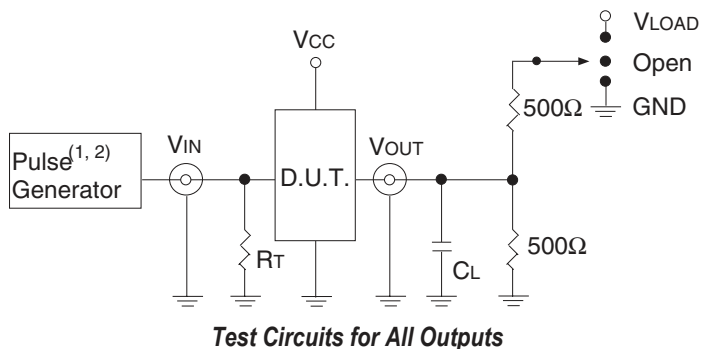 VLOAD
VCC
Open
500Ω
GND
VIN
VOUT
Pulse(1, 2)
Generator
D.U.T.
RT
CL
500Ω
Test Circuits for All Outputs